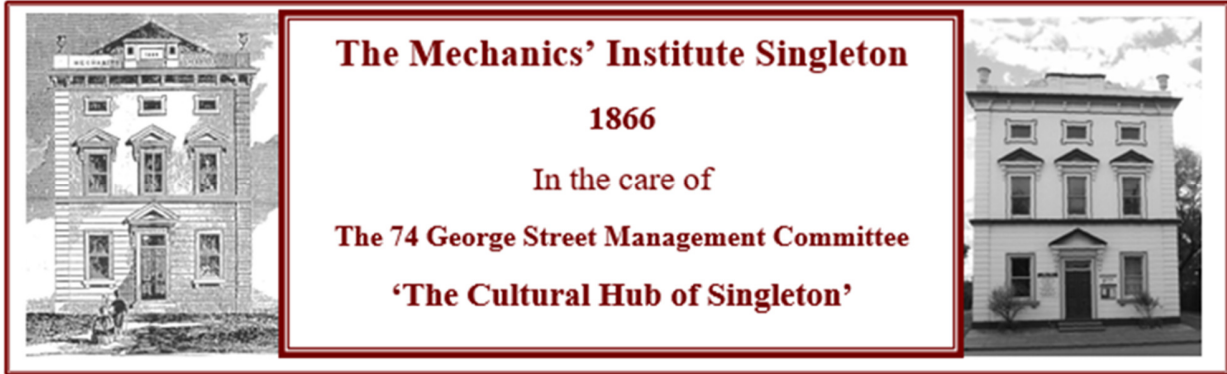 MECHANICS
The Mechanics’ Institute Singleton
1866
In the care of
The 74 George Street Management Committee
‘The Cultural Hub of Singleton’